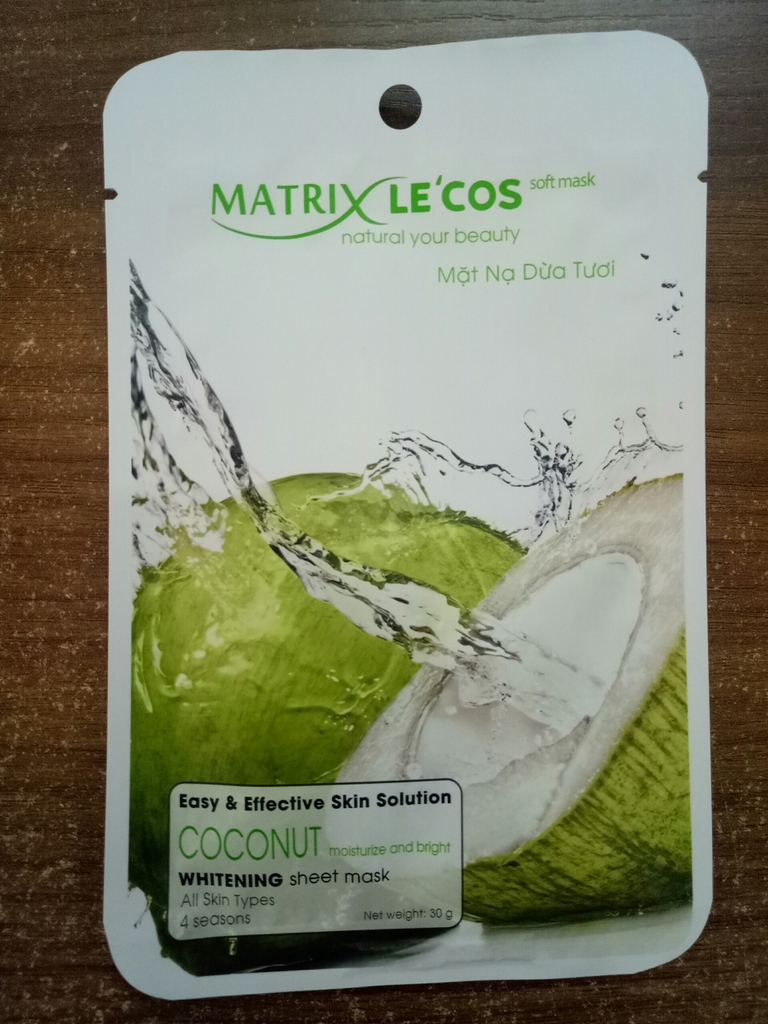 MATRIX LE'COS soft mask
natural your beauty
Mặt Nạ Dừa Tươi
Easy & Effective Skin Solution
COCONUT moisturize and bright
WHITENING sheet mask
All Skin Types
4 seasons
Net weight: 30 g